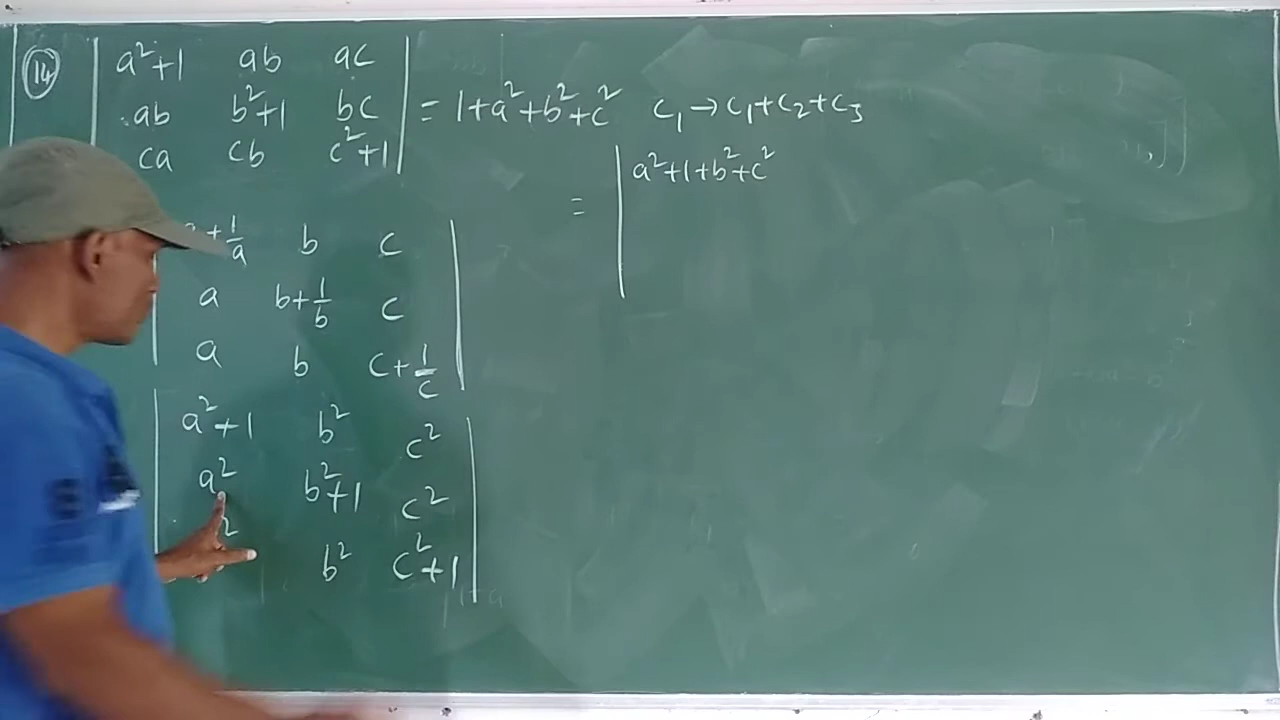 14 | a²+1 ab ac |
| ab b²+1 bc | = 1+a²+b²+c² C₁→C₁+C₂+C₃
| ca cb c²+1 |
+1/a b c |
| a b+1/b c |
| a b c+1/c |
| a²+1 b² c² |
| a² b²+1 c² |
| ² b² c²+1 |
= | a²+1+b²+c²